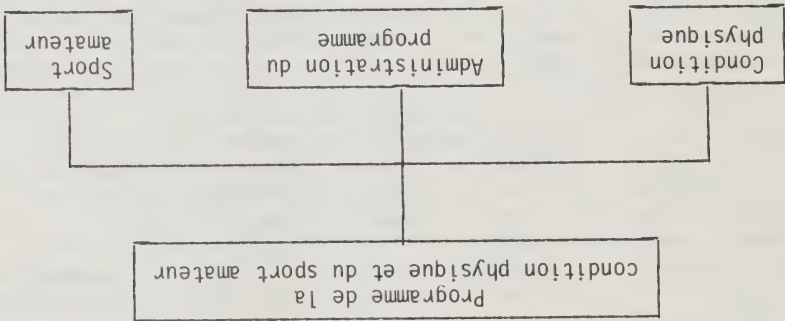 Programme de la
condition physique et du sport amateur
Condition
physique
Administration du
programme
Sport
amateur